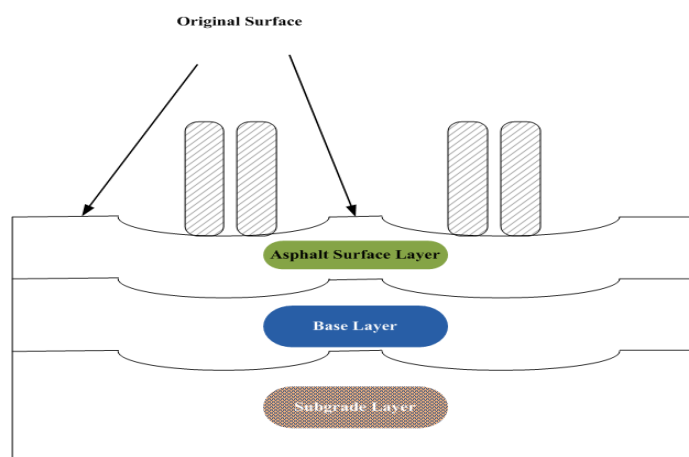 Original Surface
Asphalt Surface Layer
Base Layer
Subgrade Layer